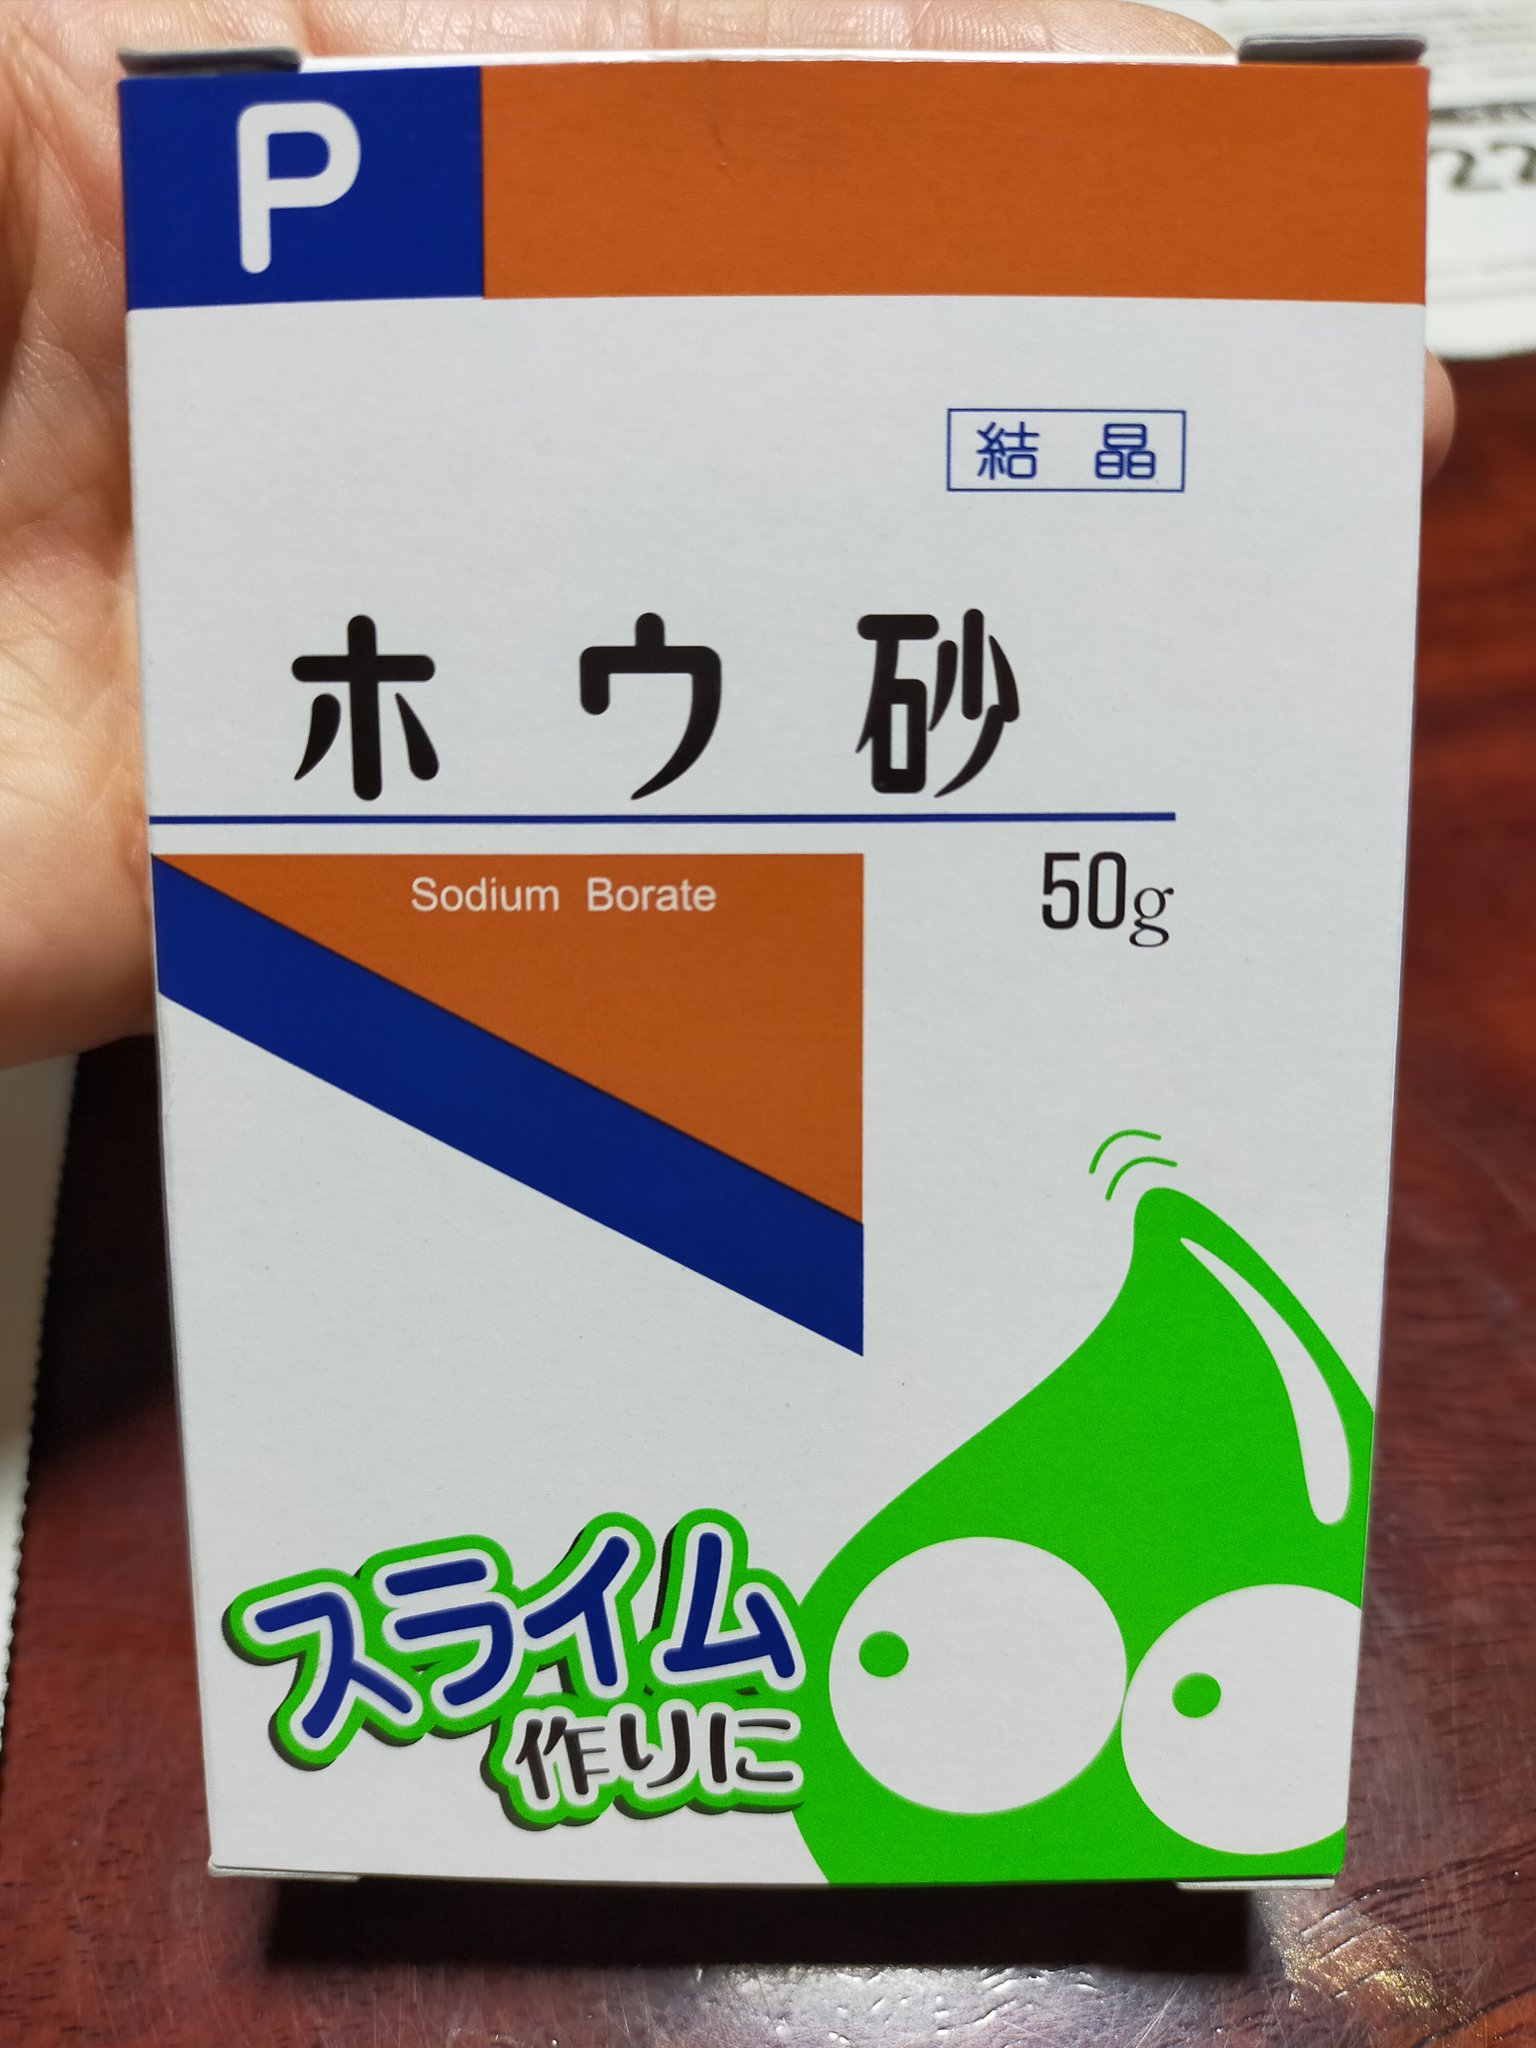 P
結晶
ホウ砂
Sodium Borate
50g
スライム
作りに